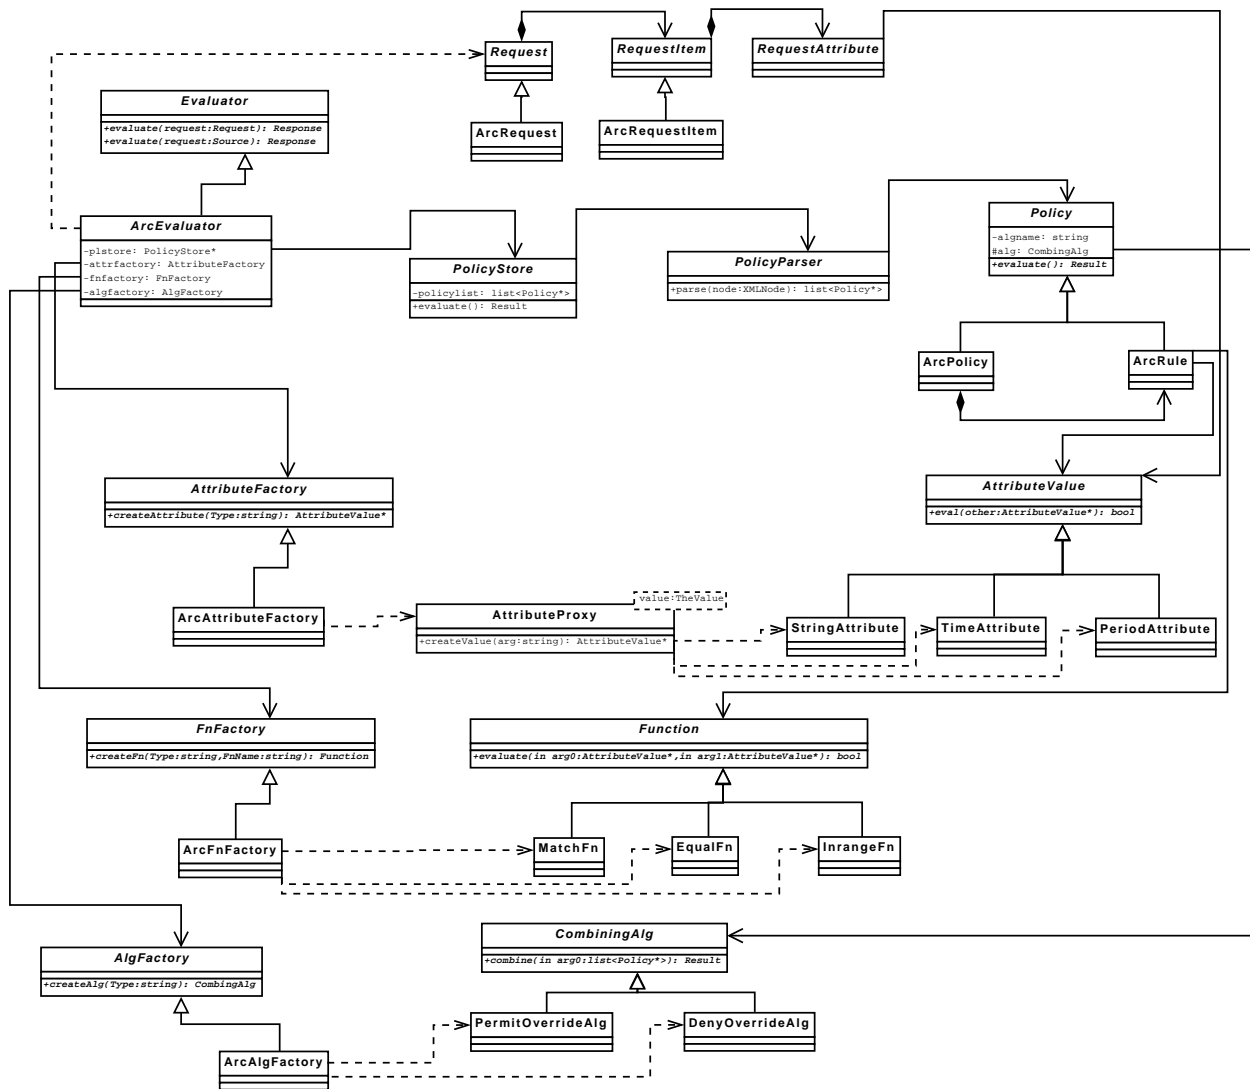 Request
RequestItem
RequestAttribute
Evaluator
+evaluate(request:Request): Response
+evaluate(request:Source): Response
ArcRequest
ArcRequestItem
ArcEvaluator
-plstore: PolicyStore*
-attrfactory: AttributeFactory
-fnfactory: FnFactory
-algfactory: AlgFactory
PolicyStore
-policylist: list<Policy*>
+evaluate(): Result
PolicyParser
+parse(node:XMLNode): list<Policy*>
Policy
-algname: string
#alg: CombingAlg
+evaluate(): Result
ArcPolicy
ArcRule
AttributeFactory
+createAttribute(Type:string): AttributeValue*
AttributeValue
+eval(other:AttributeValue*): bool
ArcAttributeFactory
AttributeProxy
value:TheValue
+createValue(arg:string): AttributeValue*
StringAttribute
TimeAttribute
PeriodAttribute
FnFactory
+createFn(Type:string,FnName:string): Function
Function
+evaluate(in arg0:AttributeValue*,in arg1:AttributeValue*): bool
ArcFnFactory
MatchFn
EqualFn
InrangeFn
AlgFactory
+createAlg(Type:string): CombingAlg
CombiningAlg
+combine(in arg0:list<Policy*>): Result
ArcAlgFactory
PermitOverrideAlg
DenyOverrideAlg